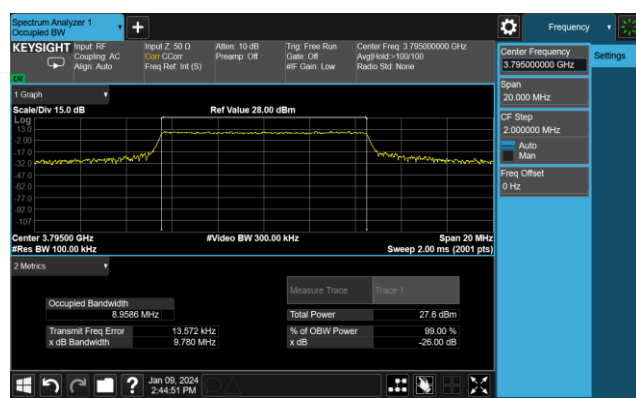 Spectrum Analyzer 1
Occupied BW
Frequency
KEYSIGHT
Input: RF
Coupling: AC
Align: Auto
Input Z: 50 Ω
Corr CCorr
Freq Ref: Int (S)
Atten: 10 dB
Preamp: Off
Trig: Free Run
Gate: Off
#IF Gain: Low
Center Freq: 3.795000000 GHz
Avg|Hold:>100/100
Radio Std: None
Center Frequency
3.795000000 GHz
Settings
Span
20.000 MHz
CF Step
2.000000 MHz
Auto
Man
Freq Offset
0 Hz
1 Graph
Scale/Div 15.0 dB
Ref Value 28.00 dBm
Log
13.0
-2.00
-17.0
-32.0
-47.0
-62.0
-77.0
-92.0
-107
Center 3.79500 GHz
#Video BW 300.00 kHz
Span 20 MHz
#Res BW 100.00 kHz
Sweep 2.00 ms (2001 pts)
2 Metrics
Measure Trace
Trace 1
Occupied Bandwidth
8.9586 MHz
Total Power
27.6 dBm
Transmit Freq Error
13.572 kHz
% of OBW Power
99.00 %
x dB Bandwidth
9.780 MHz
x dB
-26.00 dB
Jan 09, 2024
2:44:51 PM